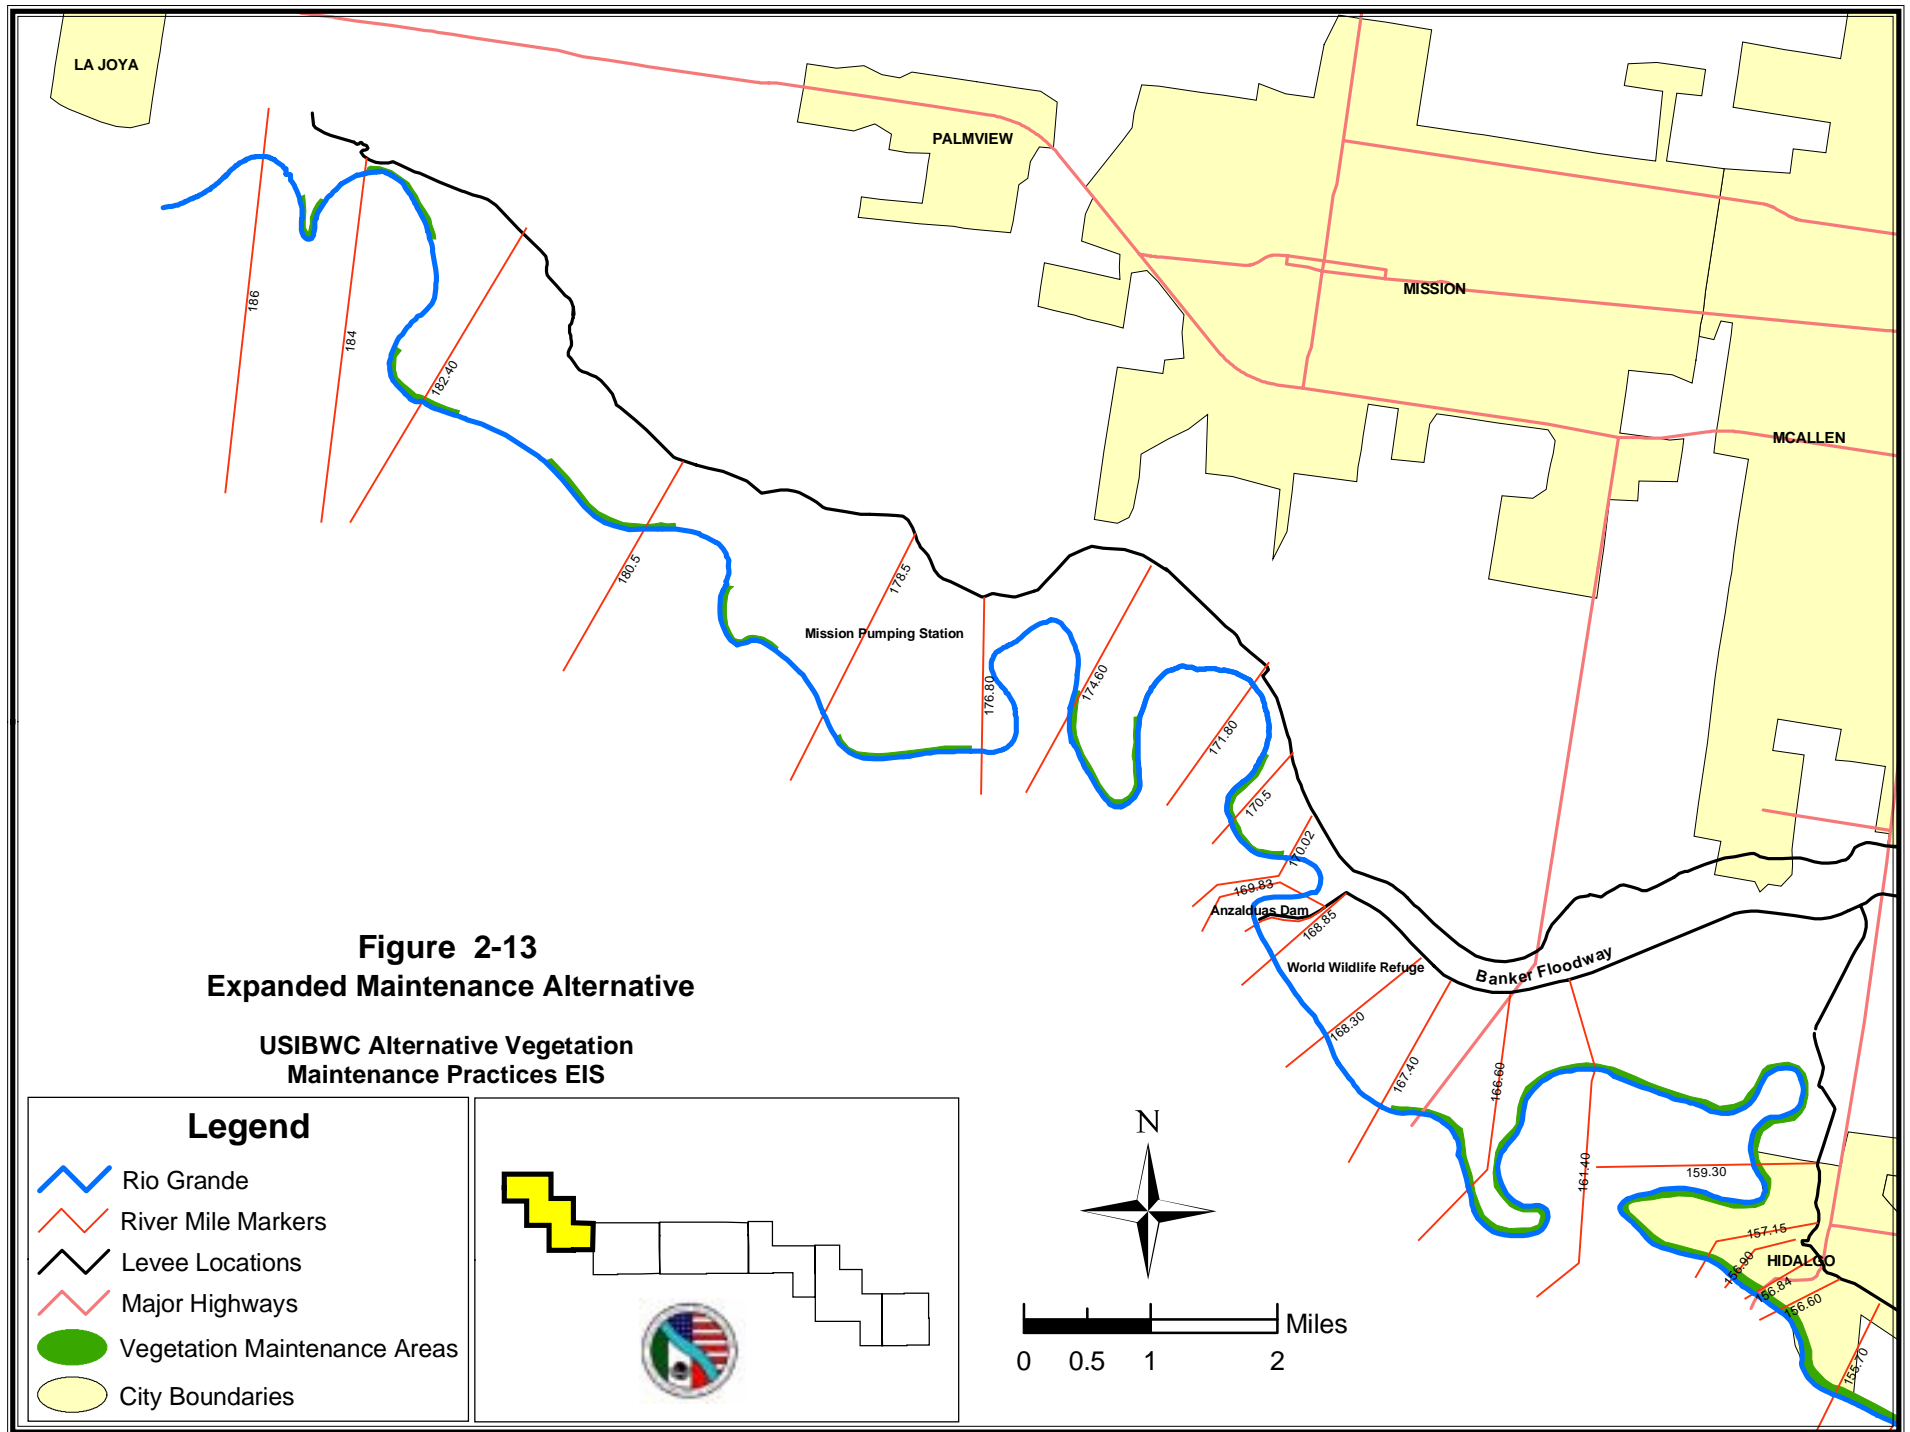 LA JOYA
PALMVIEW
MISSION
MCALLEN
186
184
182.40
180.5
178.5
Mission Pumping Station
176.80
174.60
171.80
170.5
170.02
169.83
Anzalduas Dam
168.85
World Wildlife Refuge
Banker Floodway
168.30
167.40
166.60
161.40
159.30
157.15
156.90
HIDALGO
156.84
156.60
155.70
Figure 2-13
Expanded Maintenance Alternative
USIBWC Alternative Vegetation
Maintenance Practices EIS
Legend
Rio Grande
River Mile Markers
Levee Locations
Major Highways
Vegetation Maintenance Areas
City Boundaries
N
Miles
0 0.5 1 2